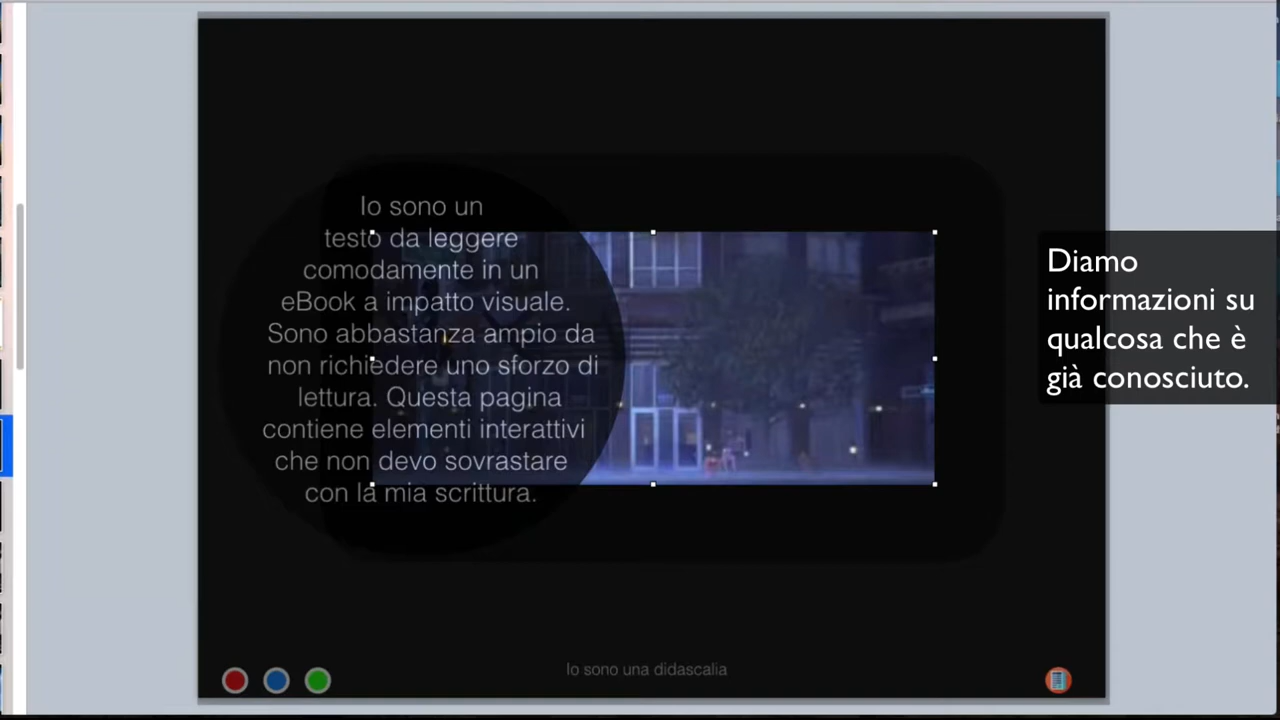 Io sono un
testo da leggere
comodamente in un
eBook a impatto visuale.
Sono abbastanza ampio da
non richiedere uno sforzo di
lettura. Questa pagina
contiene elementi interattivi
che non devo sovrastare
con la mia scrittura.
Diamo
informazioni su
qualcosa che è
già conosciuto.
Io sono una didascalia